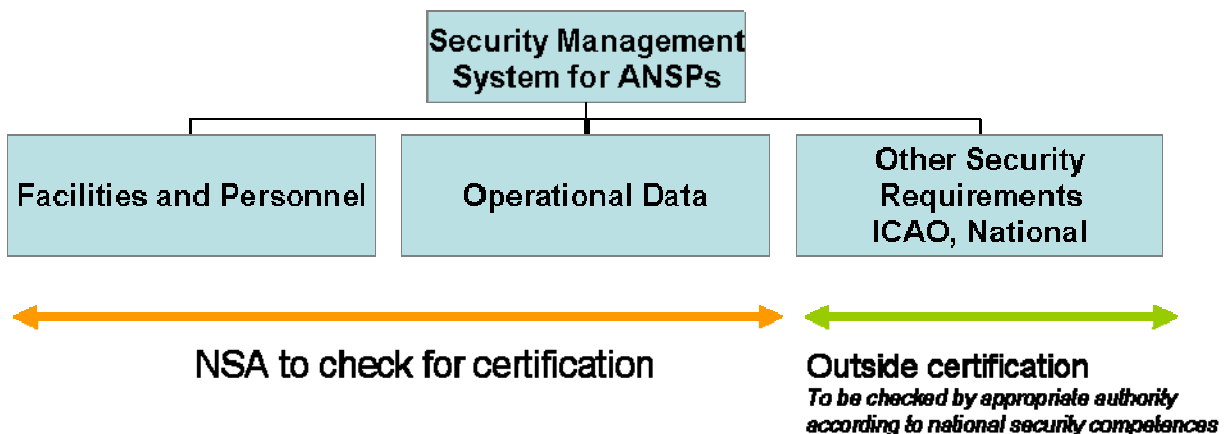 Security Management
System for ANSPs
Facilities and Personnel
Operational Data
Other Security
Requirements
ICAO, National
NSA to check for certification
Outside certification
To be checked by appropriate authority
according to national security competences